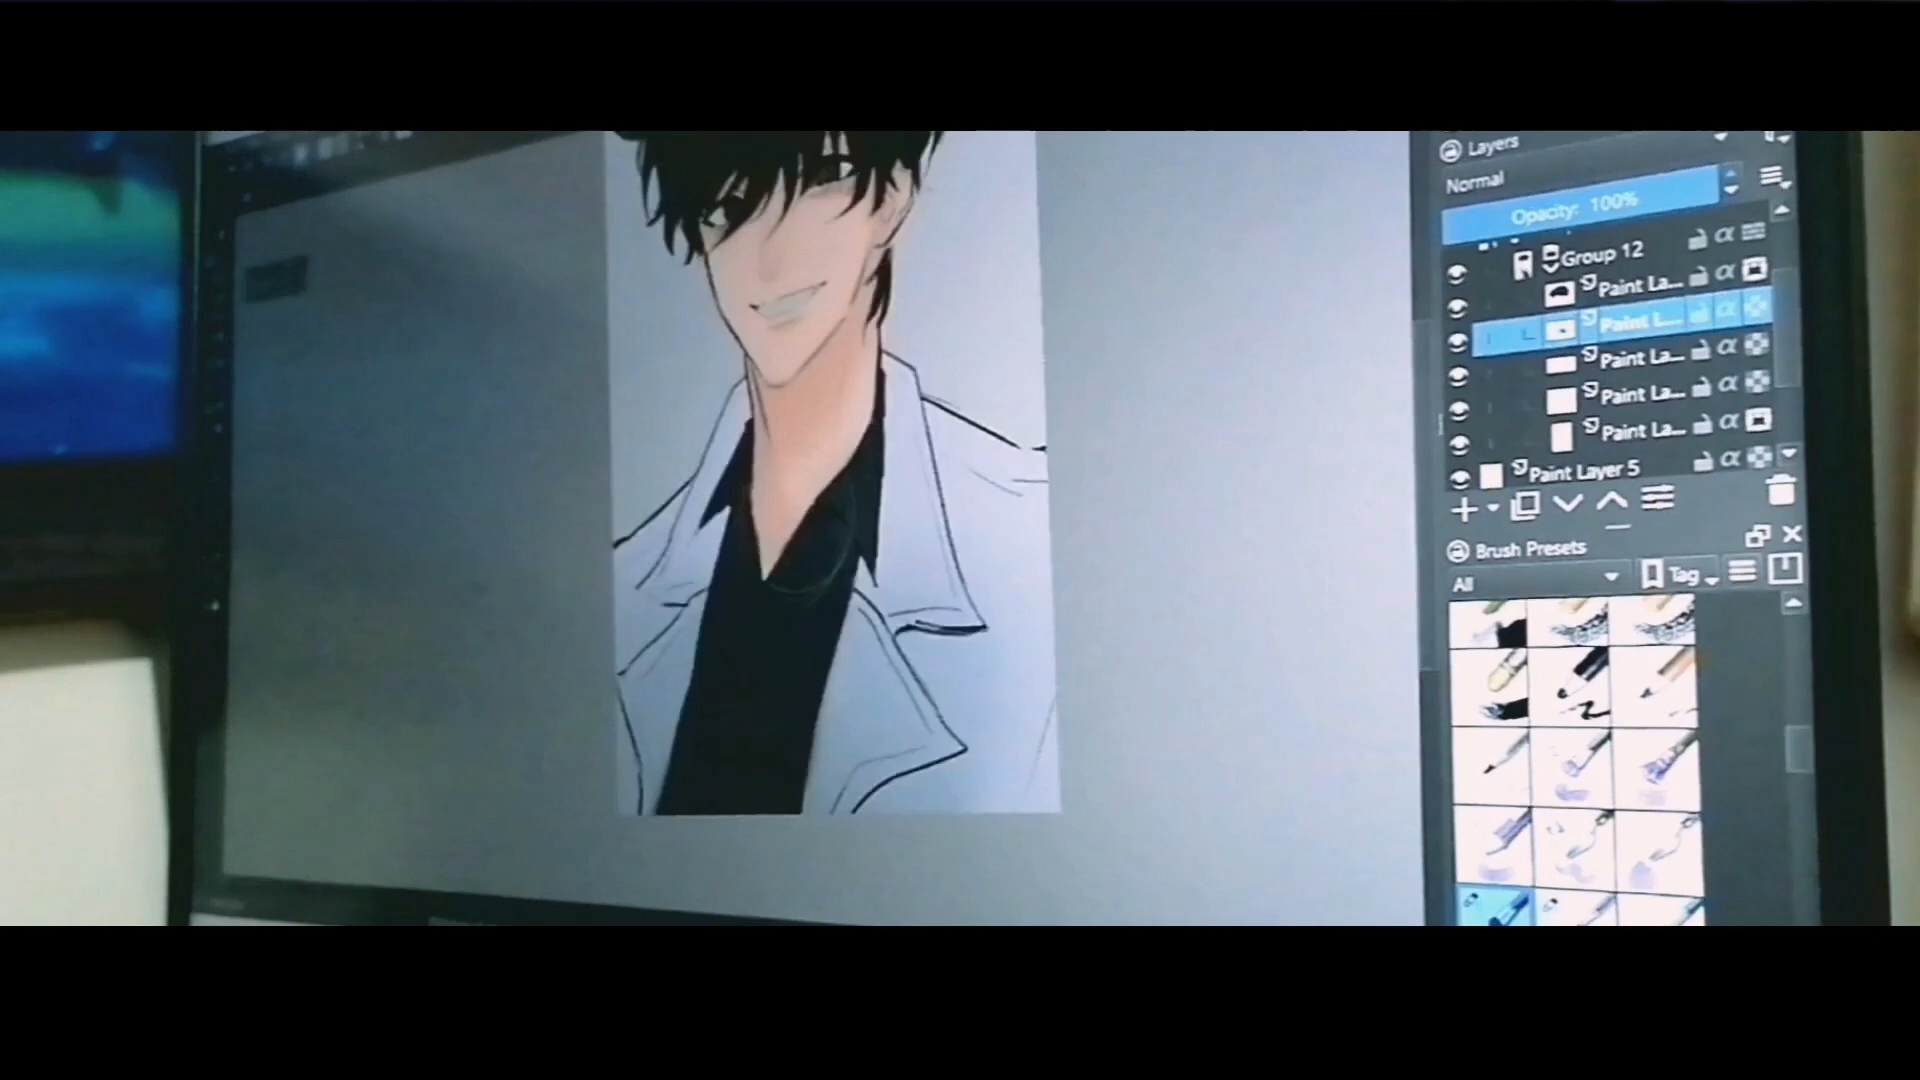 Layers
Normal
Opacity: 100%
Group 12
Paint La...
Paint L...
Paint La...
Paint La...
Paint La...
Paint Layer 5
Brush Presets
All
Tag